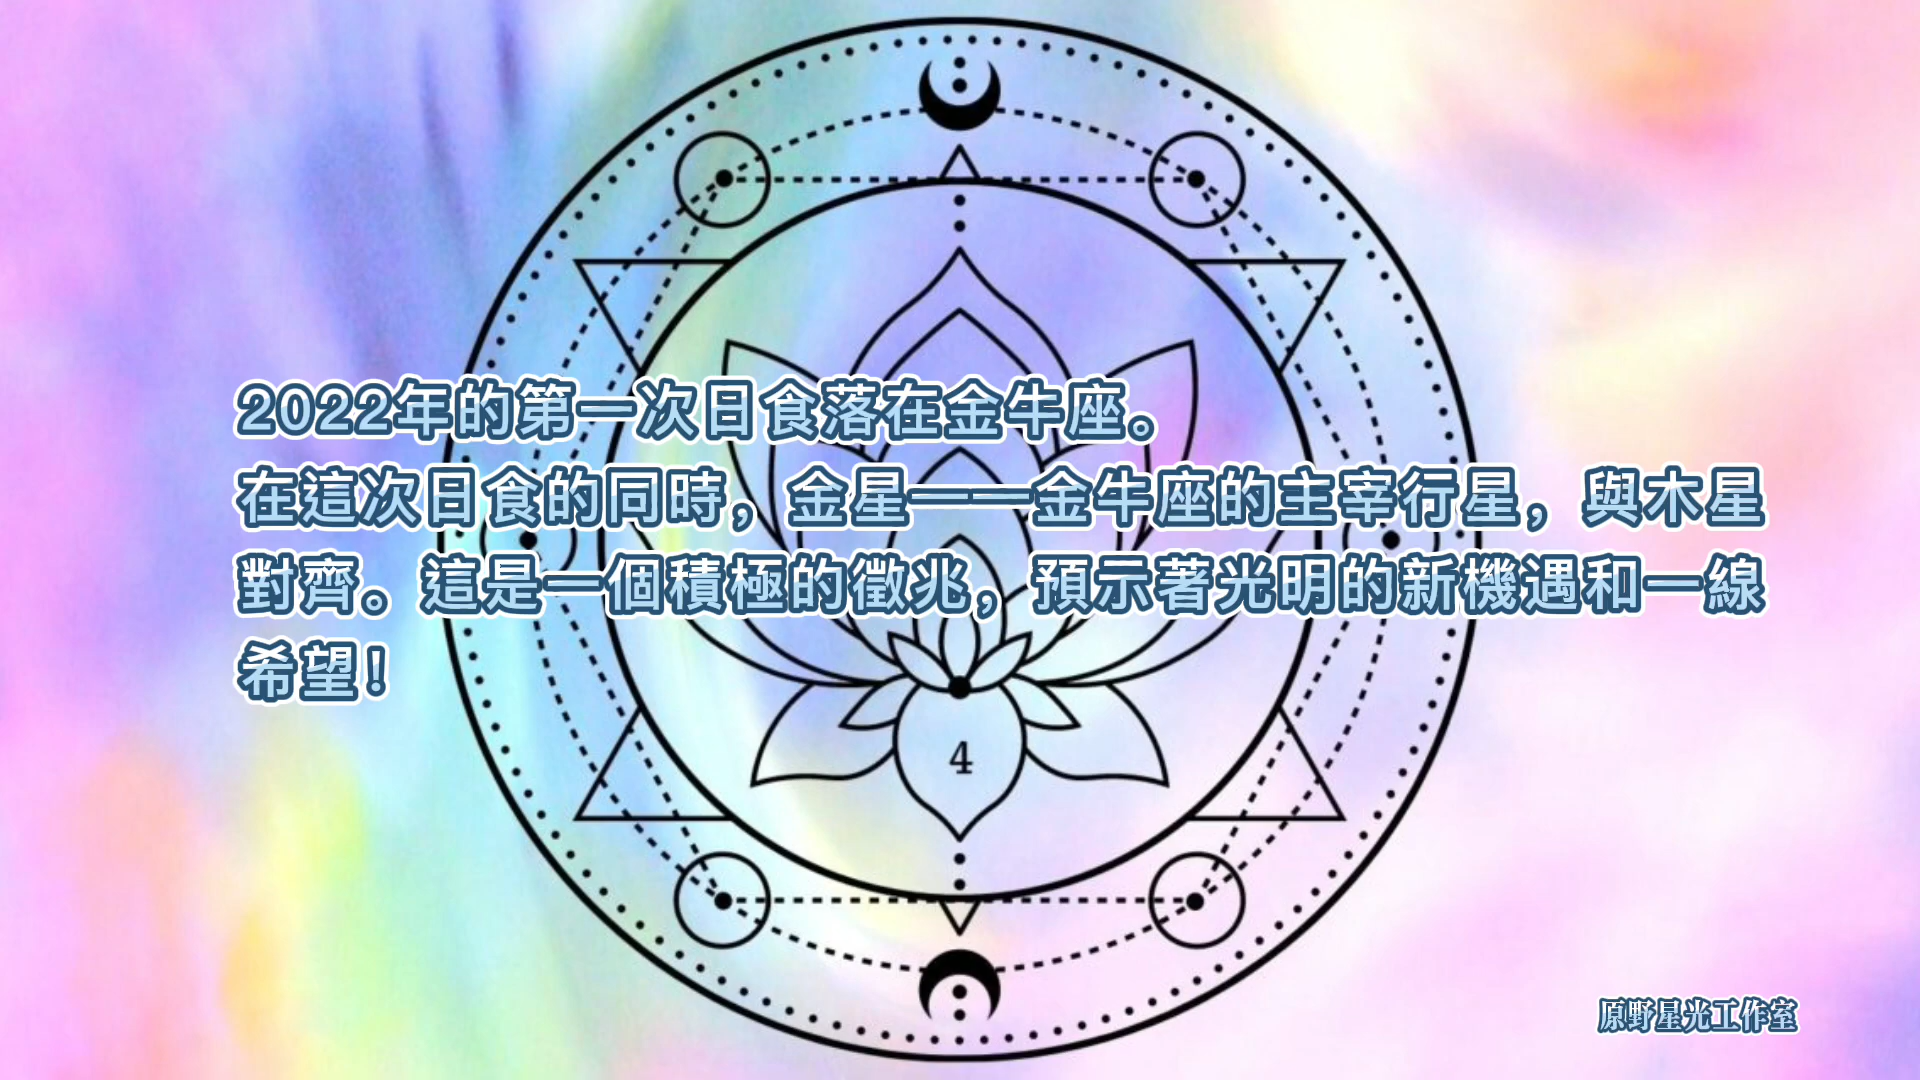 2022年的第一次日食落在金牛座。
在這次日食的同時，金星——金牛座的主宰行星，與木星
對齊。這是一個積極的徵兆，預示著光明的新機遇和一線
希望！
4
原野星光工作室